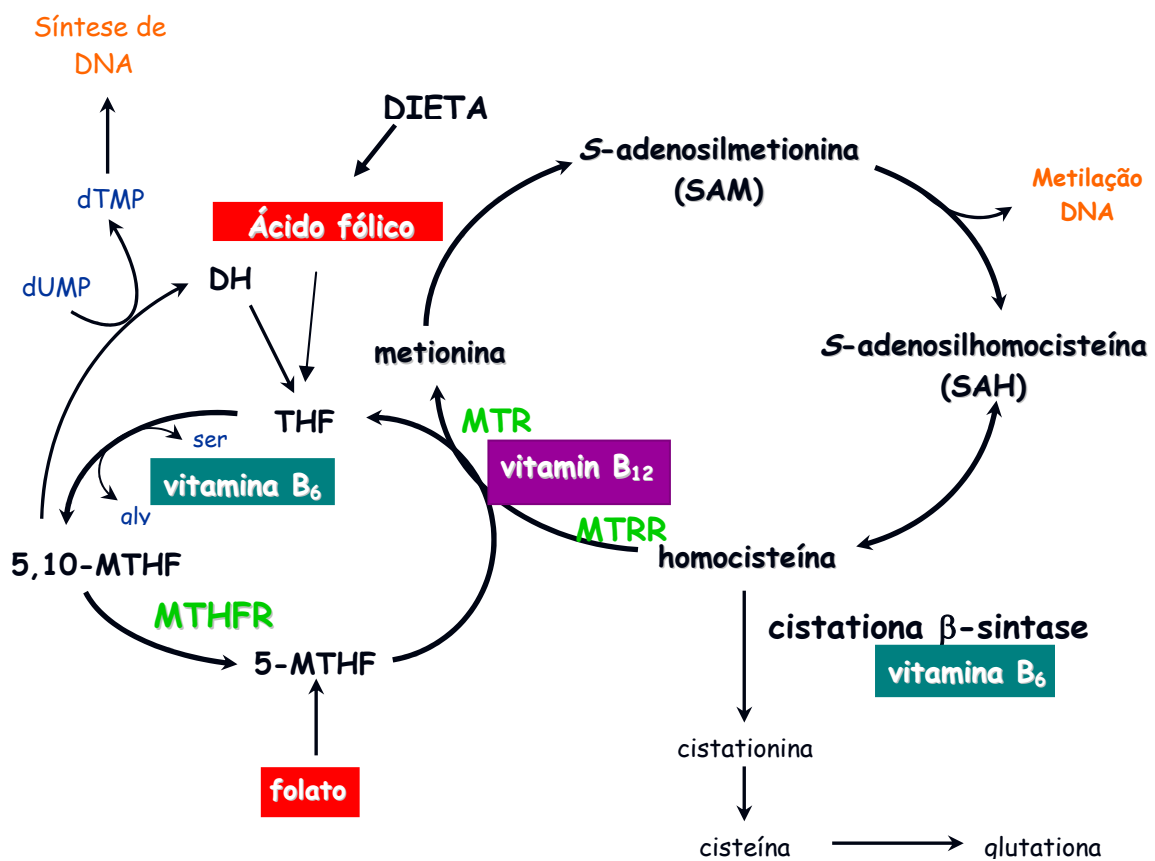 Síntese de
DNA
DIETA
S-adenosilmetionina
(SAM)
Metilação
DNA
dTMP
Ácido fólico
DH
dUMP
metionina
S-adenosilhomocisteína
(SAH)
THF
MTR
ser
vitamin B₁₂
vitamina B₆
MTRR
5,10-MTHF
homocisteína
MTHFR
cistationa β-sintase
5-MTHF
vitamina B₆
cistationina
folato
cisteína
glutationa